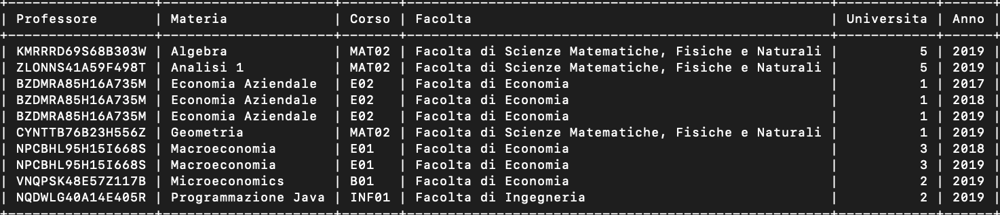 +------------------+--------------------+-------+---------------------------------------------------+------------+------+
| Professore       | Materia            | Corso | Facolta                                           | Universita | Anno |
+------------------+--------------------+-------+---------------------------------------------------+------------+------+
| KMRRRD69S68B303W | Algebra            | MAT02 | Facolta di Scienze Matematiche, Fisiche e Naturali |          5 | 2019 |
| ZLONNS41A59F498T | Analisi 1          | MAT02 | Facolta di Scienze Matematiche, Fisiche e Naturali |          5 | 2019 |
| BZDMRA85H16A735M | Economia Aziendale | E02   | Facolta di Economia                               |          1 | 2017 |
| BZDMRA85H16A735M | Economia Aziendale | E02   | Facolta di Economia                               |          1 | 2018 |
| BZDMRA85H16A735M | Economia Aziendale | E02   | Facolta di Economia                               |          1 | 2019 |
| CYNTTB76B23H556Z | Geometria          | MAT02 | Facolta di Scienze Matematiche, Fisiche e Naturali |          1 | 2019 |
| NPCBHL95H15I668S | Macroeconomia      | E01   | Facolta di Economia                               |          3 | 2018 |
| NPCBHL95H15I668S | Macroeconomia      | E01   | Facolta di Economia                               |          3 | 2019 |
| VNQPSK48E57Z117B | Microeconomics     | B01   | Facolta di Economia                               |          2 | 2019 |
| NQDWLG40A14E405R | Programmazione Java | INF01 | Facolta di Ingegneria                             |          2 | 2019 |
+------------------+--------------------+-------+---------------------------------------------------+------------+------+